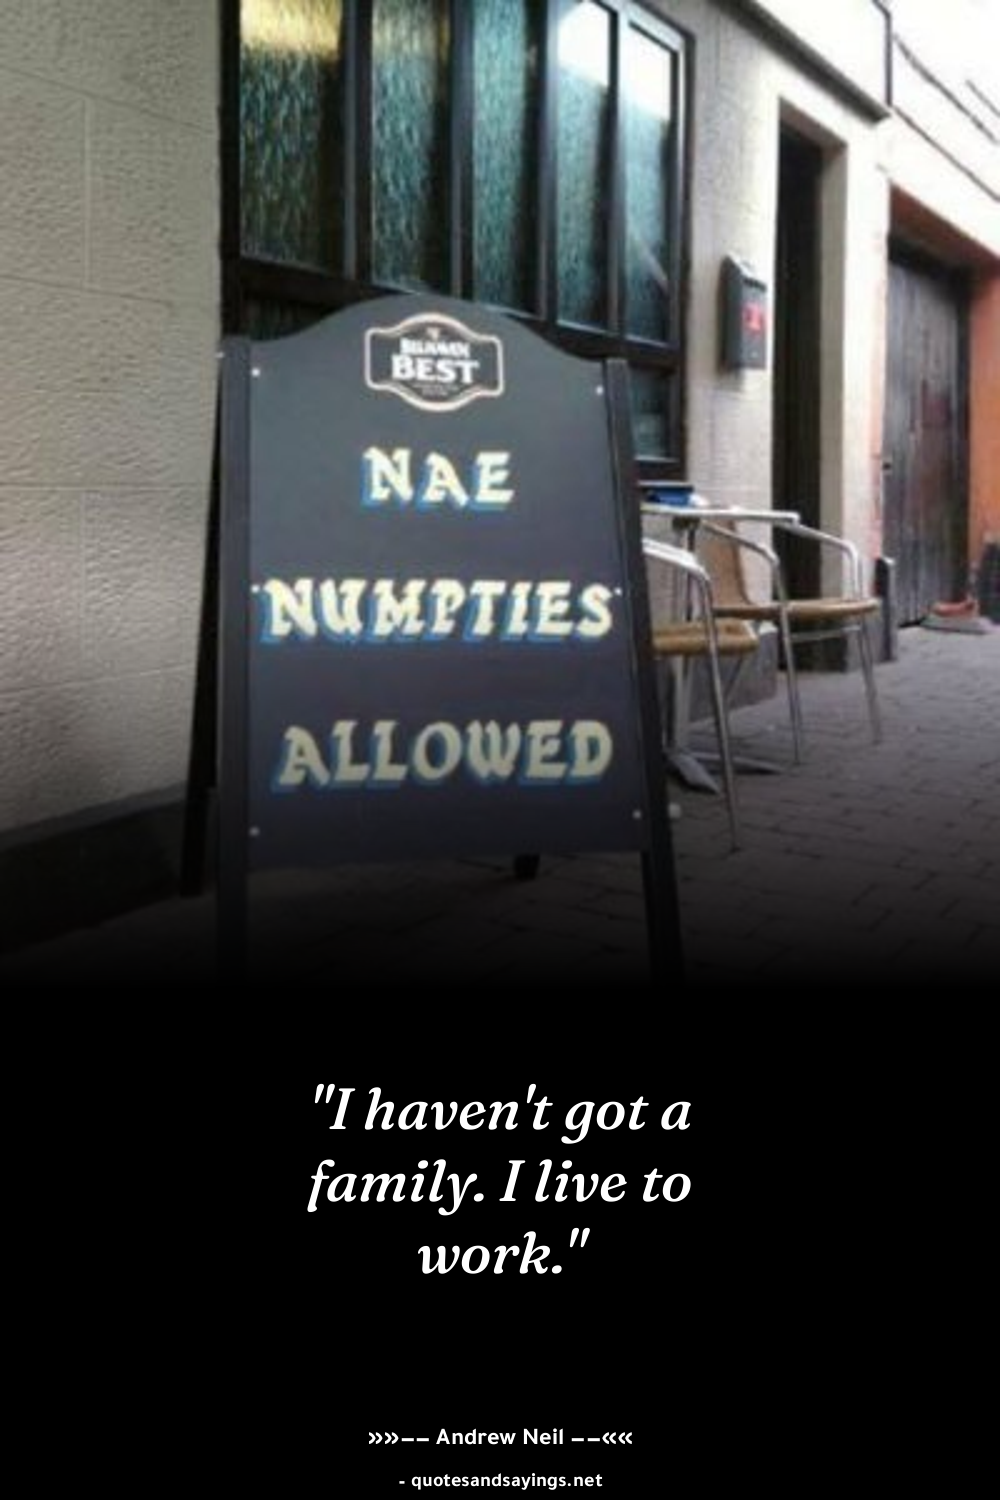 BEST
NAE
NUMPTIES
ALLOWED
"I haven't got a
family. I live to
work."
»»–– Andrew Neil ––««
- quotesandsayings.net